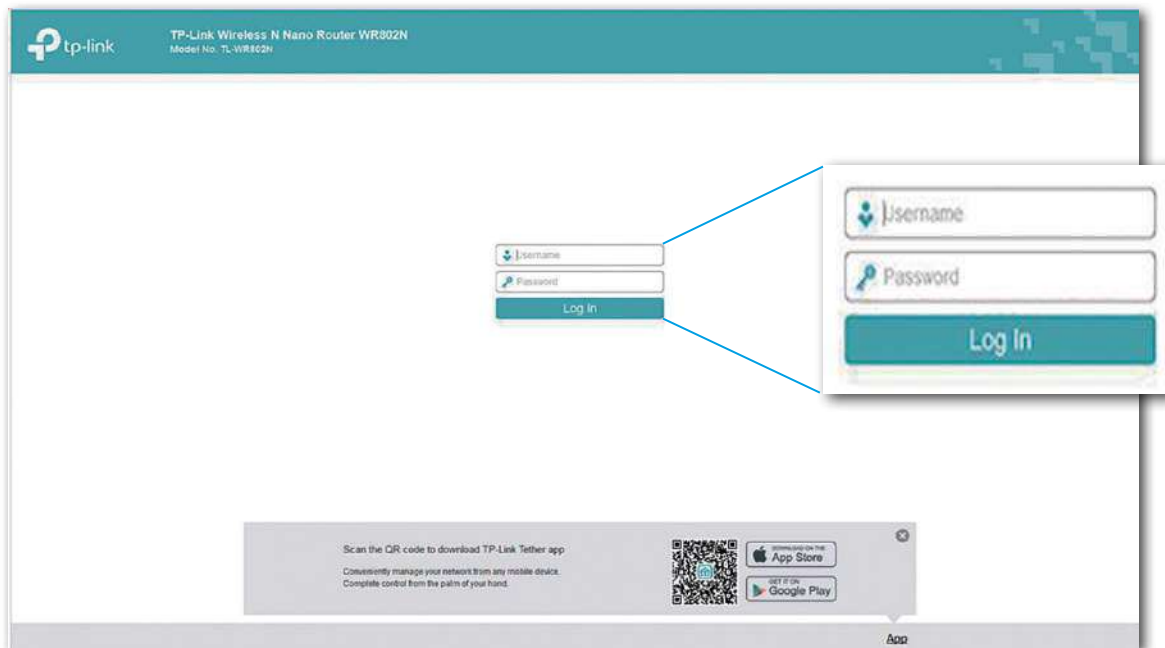 tp-link
TP-Link Wireless N Nano Router WR802N
Model No. TL-WR802N
Username
Password
Log In
Username
Password
Log In
Scan the QR code to download TP-Link Tether app
Conveniently manage your network from any mobile device.
Complete control from the palm of your hand.
DOWNLOAD ON THE
App Store
GET IT ON
Google Play
App